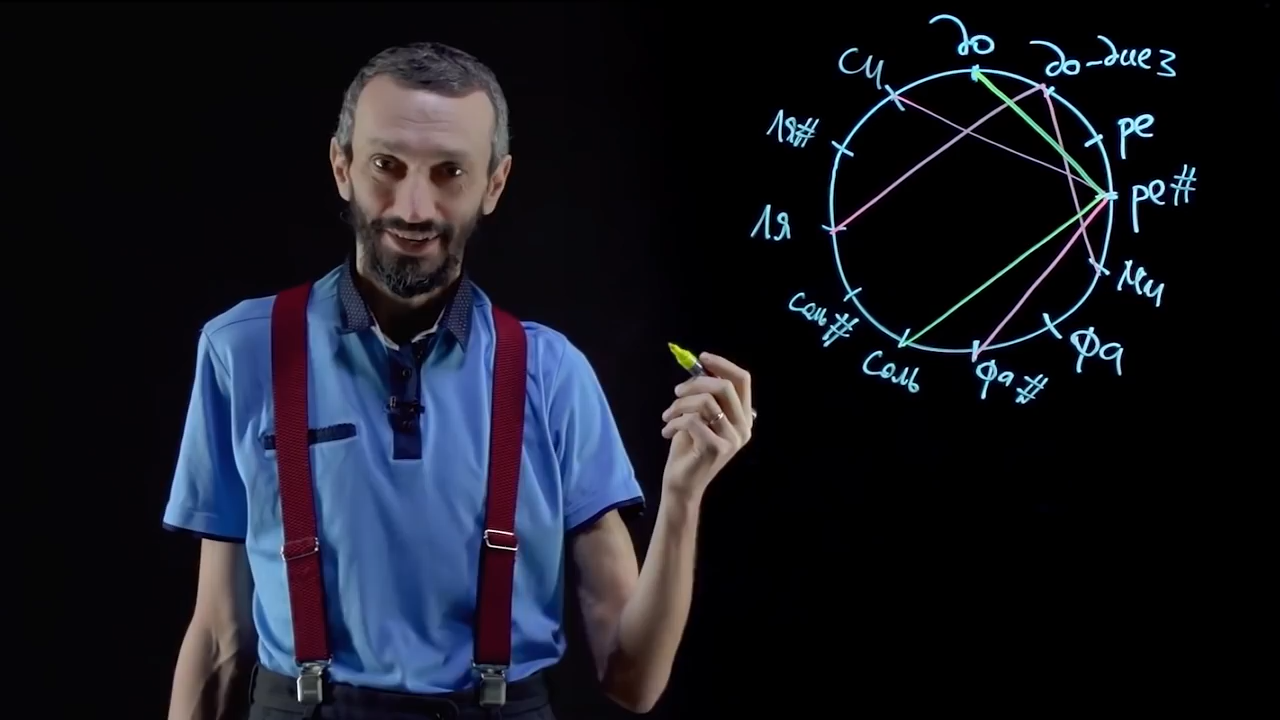 до
до-диез
ре
ре#
ми
фа
фа#
соль
соль#
ля
ля#
си